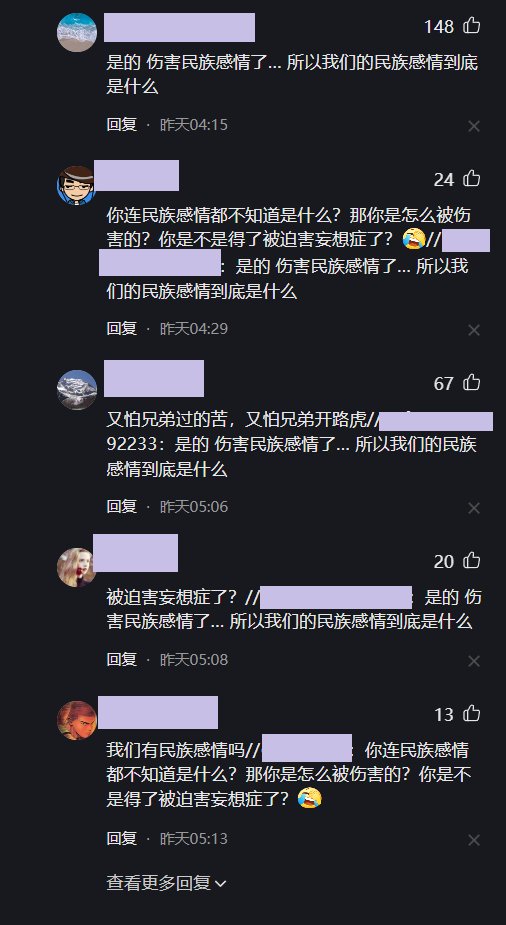 148
是的 伤害民族感情了... 所以我们的民族感情到底
是什么
回复 · 昨天04:15
24
你连民族感情都不知道是什么？那你是怎么被伤
害的？你是不是得了被迫害妄想症了？🤣//
：是的 伤害民族感情了... 所以我
们的民族感情到底是什么
回复 · 昨天04:29
67
又怕兄弟过的苦，又怕兄弟开路虎//
92233：是的 伤害民族感情了... 所以我们的民族
感情到底是什么
回复 · 昨天05:06
20
被迫害妄想症了？//：是的 伤
害民族感情了... 所以我们的民族感情到底是什么
回复 · 昨天05:08
13
我们有民族感情吗//：你连民族感情
都不知道是什么？那你是怎么被伤害的？你是不
是得了被迫害妄想症了？🤣
回复 · 昨天05:13
查看更多回复